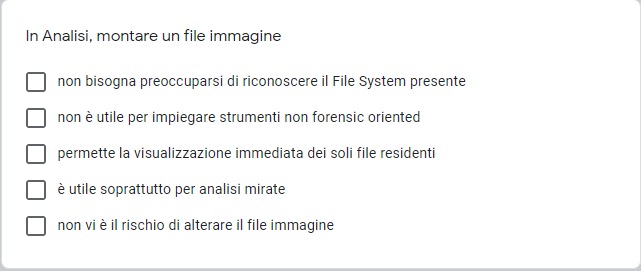 In Analisi, montare un file immagine
non bisogna preoccuparsi di riconoscere il File System presente
non è utile per impiegare strumenti non forensic oriented
permette la visualizzazione immediata dei soli file residenti
è utile soprattutto per analisi mirate
non vi è il rischio di alterare il file immagine